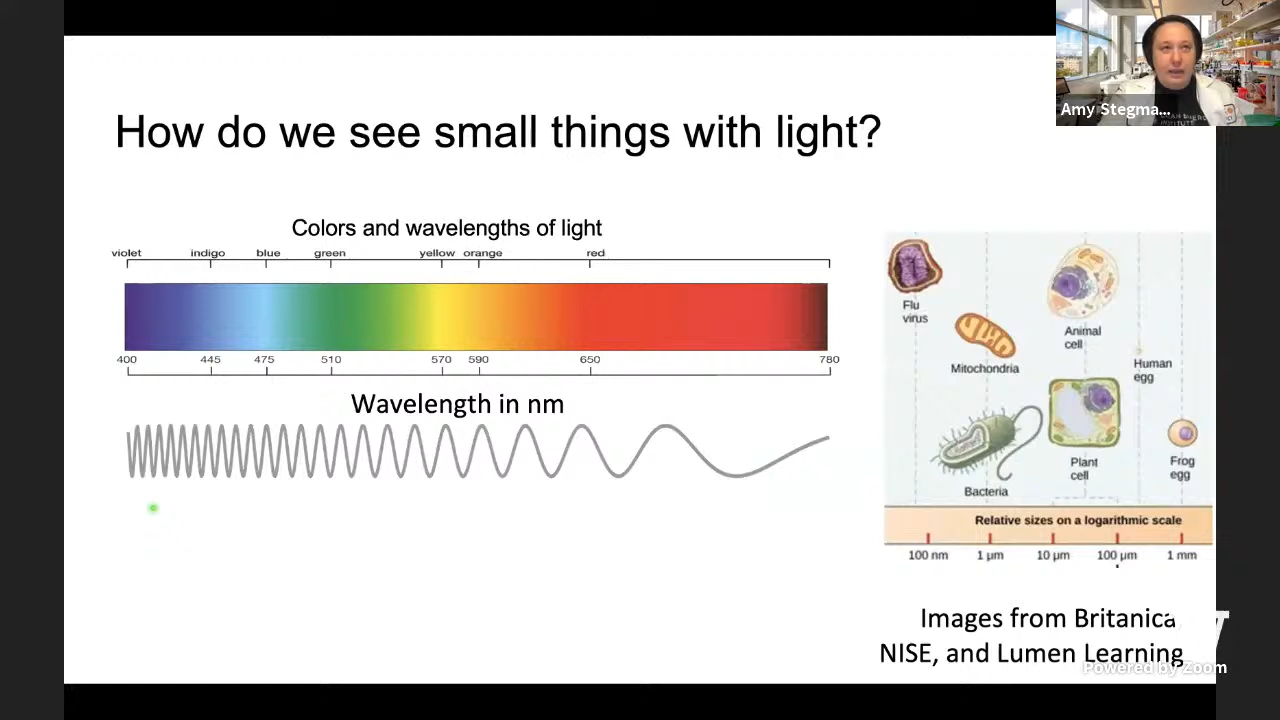 Amy Stegma...
How do we see small things with light?
Colors and wavelengths of light
violet indigo blue green yellow orange red
400 445 475 510 570 590 650 780
Wavelength in nm
Flu
virus
Mitochondria
Animal
cell
Human
egg
Bacteria
Plant
cell
Frog
egg
Relative sizes on a logarithmic scale
100 nm 1 µm 10 µm 100 µm 1 mm
Images from Britanica
NISE, and Lumen Learning
Powered by Zoom